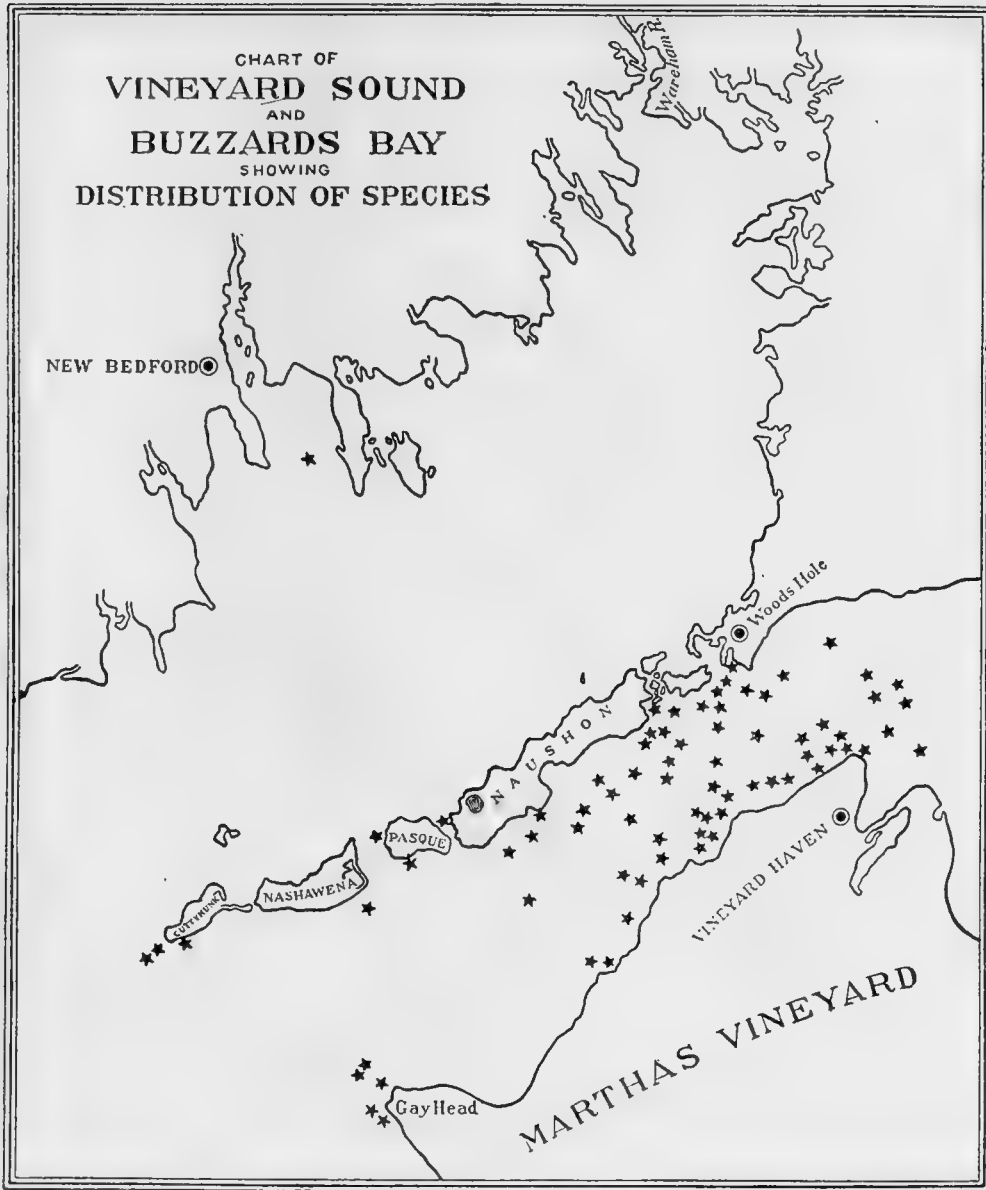 CHART OF
VINEYARD SOUND
AND
BUZZARDS BAY
SHOWING
DISTRIBUTION OF SPECIES
Wareham R.
NEW BEDFORD
Woods Hole
NAUSHON
PASQUE
NASHAWENA
CUTTYHUNK
VINEYARD HAVEN
MARTHAS VINEYARD
Gay Head